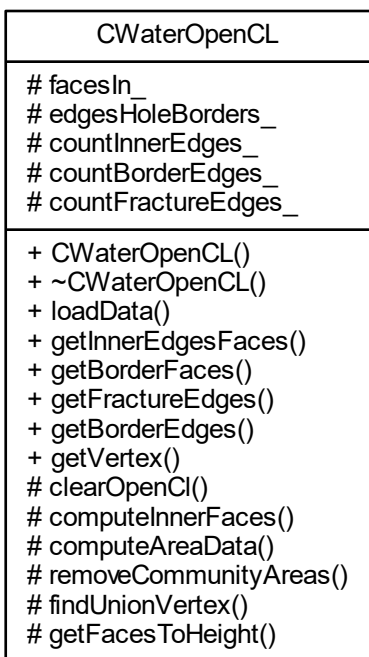 CWaterOpenCL
# facesIn_
# edgesHoleBorders_
# countInnerEdges_
# countBorderEdges_
# countFractureEdges_
+ CWaterOpenCL()
+ ~CWaterOpenCL()
+ loadData()
+ getInnerEdgesFaces()
+ getBorderFaces()
+ getFractureEdges()
+ getBorderEdges()
+ getVertex()
# clearOpenCl()
# computeInnerFaces()
# computeAreaData()
# removeCommunityAreas()
# findUnionVertex()
# getFacesToHeight()